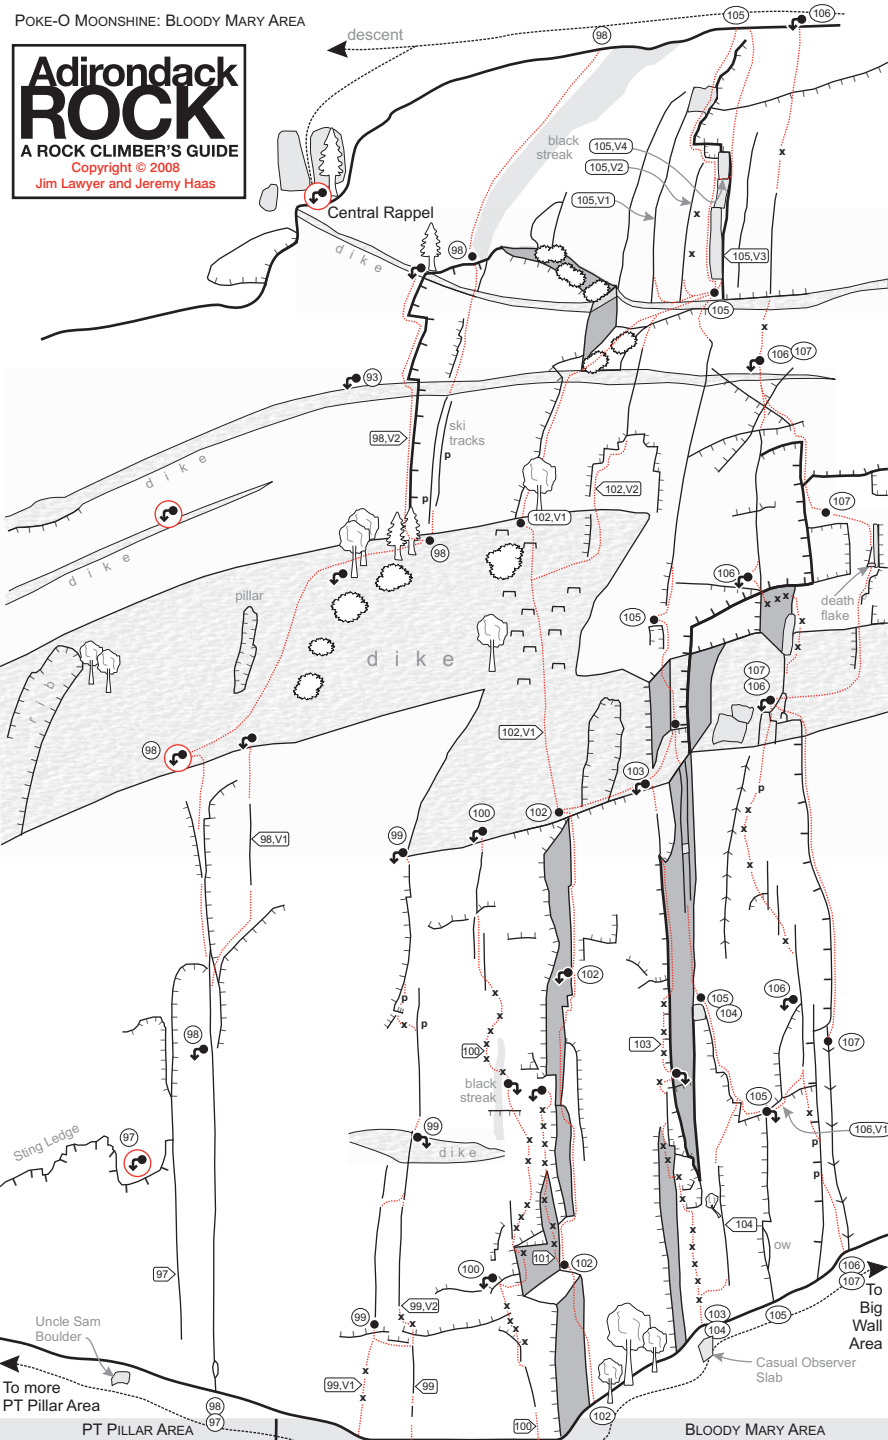 POKE-O MOONSHINE: BLOODY MARY AREA
Adirondack
ROCK
A ROCK CLIMBER'S GUIDE
Copyright © 2008
Jim Lawyer and Jeremy Haas
descent
98
105
106
black
streak
105,V4
105,V2
105,V1
x
x
x
Central Rappel
dike
98
105,V3
105
x
106
107
93
ski
tracks
98,V2
p
p
dike
102,V2
107
102,V1
dike
98
106
x x x
death
flake
pillar
105
x
x
dike
rib
107
106
102,V1
98
103
p
x
102
100
99
x
98,V1
x
x
x
102
106
105
104
p
x
p
x
x
x
x
98
100
103
107
black
streak
105
106,V1
97
Sting Ledge
99
dike
p
p
104
ow
101
102
97
100
99,V2
99
106
107
To
Big
Wall
Area
103
104
105
Uncle Sam
Boulder
Casual Observer
Slab
99,V1
99
To more
PT Pillar Area
98
97
100
102
PT PILLAR AREA
BLOODY MARY AREA